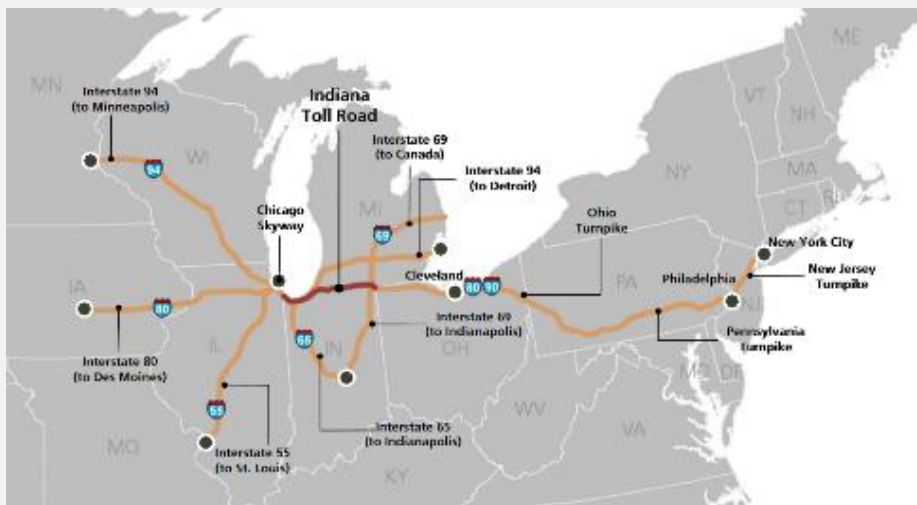 ME
MN
VT
NH
Interstate 94
(to Minneapolis)
Indiana
Toll Road
Interstate 69
(to Canada)
WI
NY
MA
94
Interstate 94
(to Detroit)
CT
RI
Chicago
Skyway
MI
69
Ohio
Turnpike
New York City
Cleveland
80
90
PA
Philadelphia
New Jersey
Turnpike
IA
80
NJ
Interstate 69
(to Indianapolis)
Pennsylvania
Turnpike
65
IN
OH
Interstate 80
(to Des Moines)
IL
MD
DE
55
WV
Interstate 65
(to Indianapolis)
VA
MO
Interstate 55
(to St. Louis)
KY